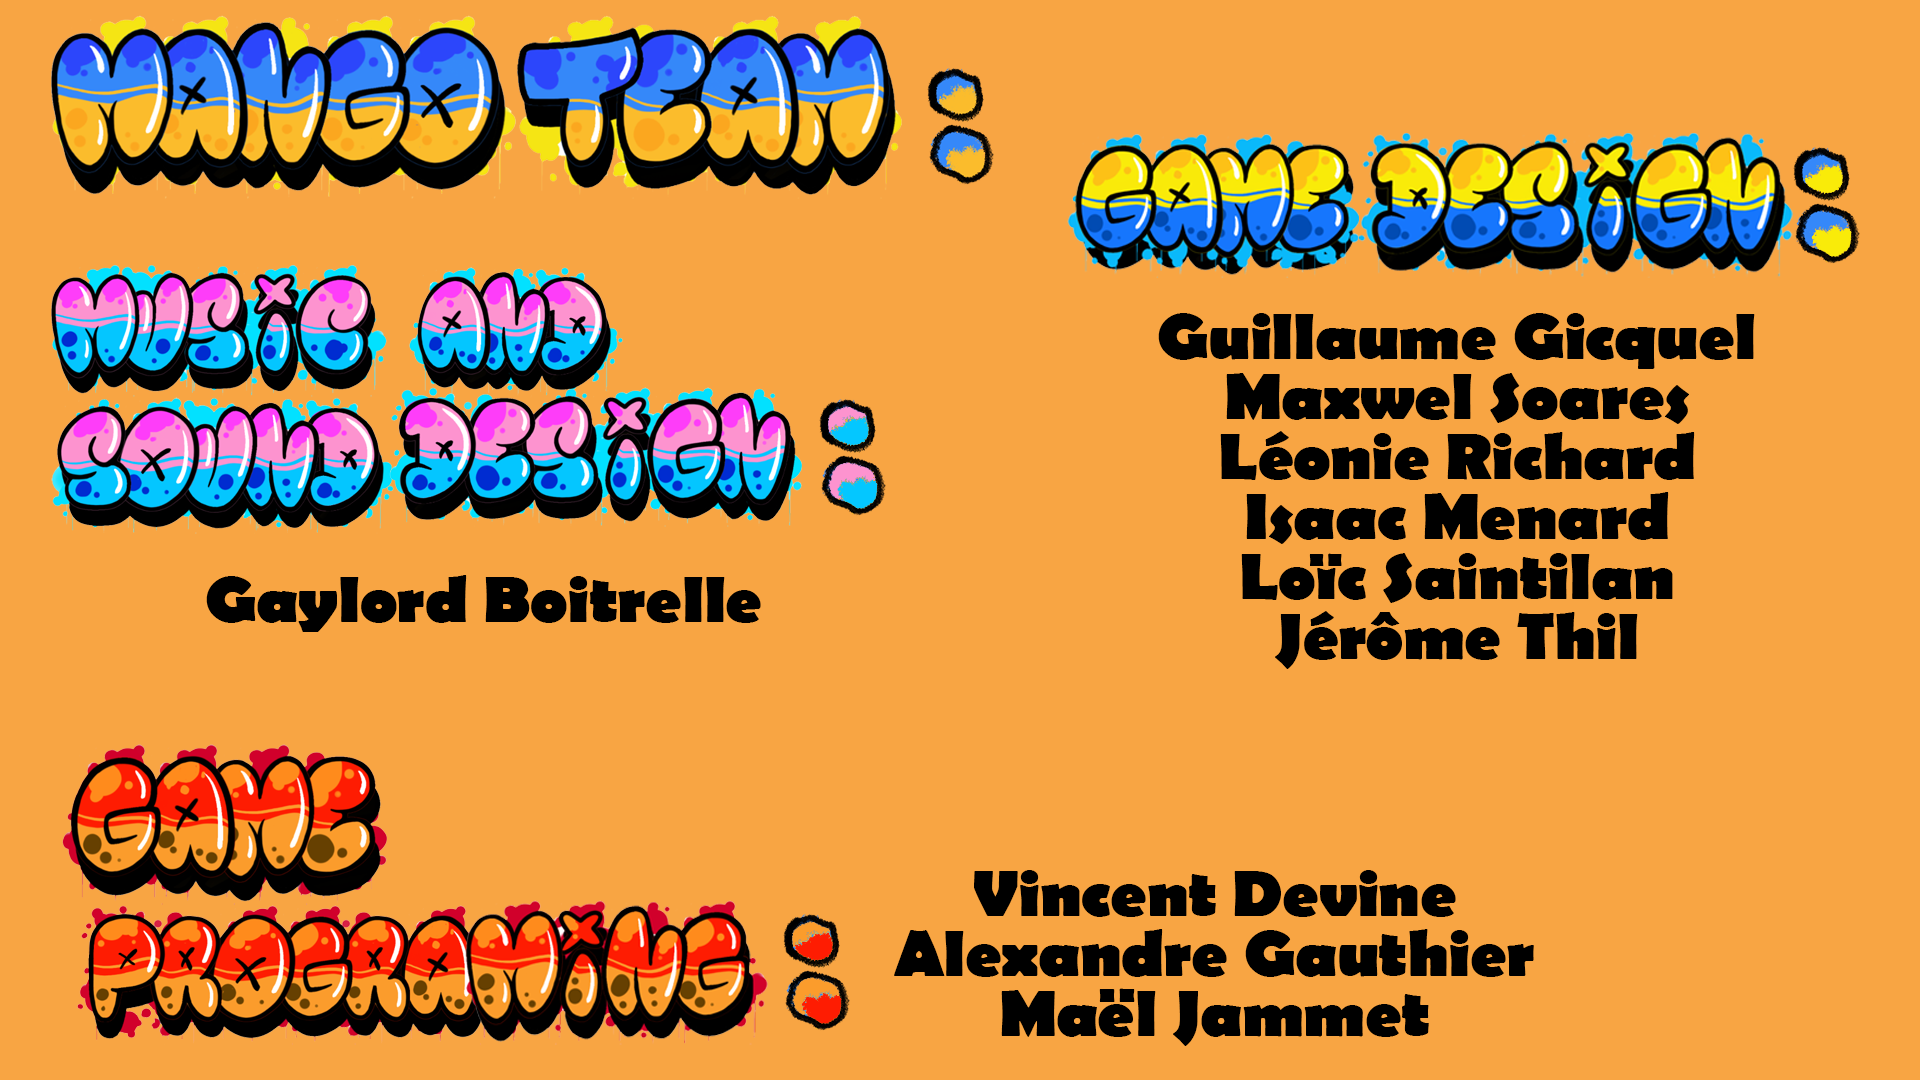 MANGO TEAM :
MUSiC AND
SOUND DESiGN :
Gaylord Boitrelle
GAME DESiGN :
Guillaume Gicquel
Maxwel Soares
Léonie Richard
Isaac Menard
Loïc Saintilan
Jérôme Thil
GAME
PROGRAMiNG :
Vincent Devine
Alexandre Gauthier
Maël Jammet